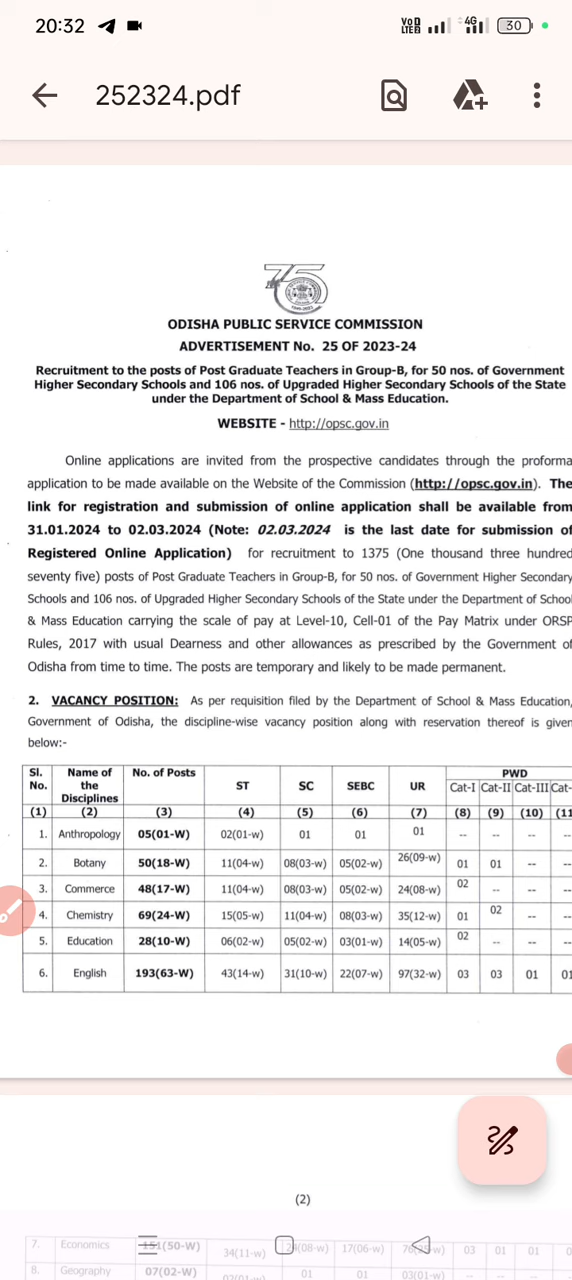 20:32 VoD LTE2 4G 30
252324.pdf
75
ODISHA PUBLIC SERVICE COMMISSION
ADVERTISEMENT No. 25 OF 2023-24
Recruitment to the posts of Post Graduate Teachers in Group-B, for 50 nos. of Government
Higher Secondary Schools and 106 nos. of Upgraded Higher Secondary Schools of the State
under the Department of School & Mass Education.
WEBSITE - http://opsc.gov.in
Online applications are invited from the prospective candidates through the proforma
application to be made available on the Website of the Commission (http://opsc.gov.in). The
link for registration and submission of online application shall be available from
31.01.2024 to 02.03.2024 (Note: 02.03.2024 is the last date for submission of
Registered Online Application) for recruitment to 1375 (One thousand three hundred
seventy five) posts of Post Graduate Teachers in Group-B, for 50 nos. of Government Higher Secondary
Schools and 106 nos. of Upgraded Higher Secondary Schools of the State under the Department of School
& Mass Education carrying the scale of pay at Level-10, Cell-01 of the Pay Matrix under ORSP
Rules, 2017 with usual Dearness and other allowances as prescribed by the Government of
Odisha from time to time. The posts are temporary and likely to be made permanent.
2. VACANCY POSITION: As per requisition filed by the Department of School & Mass Education,
Government of Odisha, the discipline-wise vacancy position along with reservation thereof is given
below:-
Sl. No. Name of the Disciplines No. of Posts ST SC SEBC UR PWD
Cat-I Cat-II Cat-III Cat-
(1) (2) (3) (4) (5) (6) (7) (8) (9) (10) (11
1. Anthropology 05(01-W) 02(01-w) 01 01 01 -- -- -- --
2. Botany 50(18-W) 11(04-w) 08(03-w) 05(02-w) 26(09-w) 01 01 -- --
3. Commerce 48(17-W) 11(04-w) 08(03-w) 05(02-w) 24(08-w) 02 -- -- --
4. Chemistry 69(24-W) 15(05-w) 11(04-w) 08(03-w) 35(12-w) 01 02 -- --
5. Education 28(10-W) 06(02-w) 05(02-w) 03(01-w) 14(05-w) 02 -- -- --
6. English 193(63-W) 43(14-w) 31(10-w) 22(07-w) 97(32-w) 03 03 01 01
(2)
7. Economics 151(50-W) 34(11-w) 17(06-w) 03 01 01 0
8. Geography 07(02-W) 02(01-w) 01 01 03(01-w) -- --